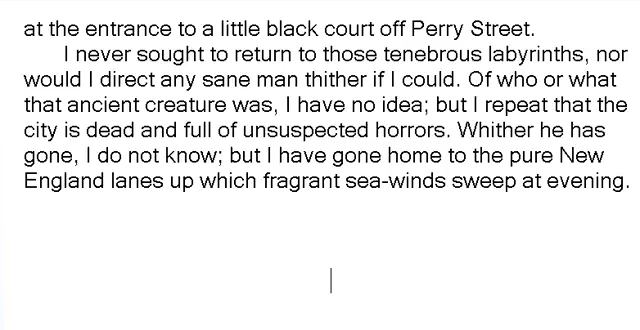 at the entrance to a little black court off Perry Street.
I never sought to return to those tenebrous labyrinths, nor
would I direct any sane man thither if I could. Of who or what
that ancient creature was, I have no idea; but I repeat that the
city is dead and full of unsuspected horrors. Whither he has
gone, I do not know; but I have gone home to the pure New
England lanes up which fragrant sea-winds sweep at evening.